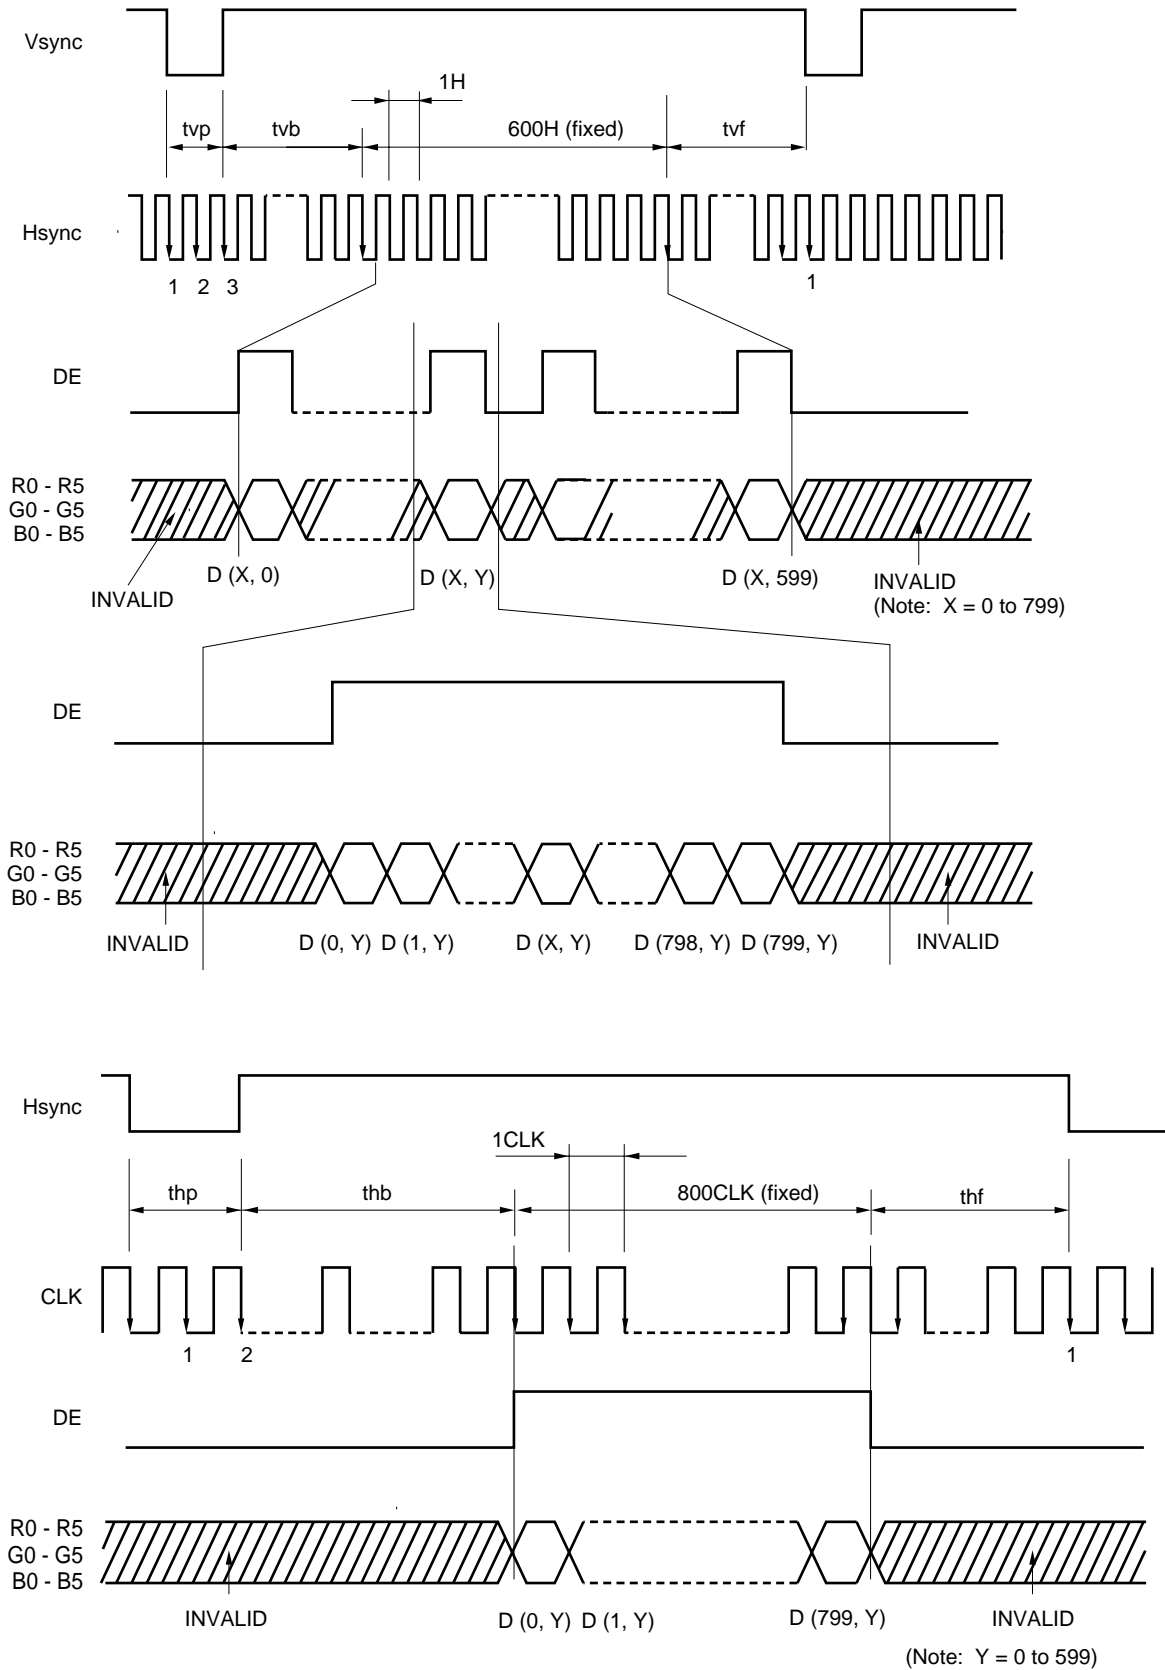 Vsync
1H
tvp
tvb
600H (fixed)
tvf
Hsync
1 2 3
1
DE
R0 - R5
G0 - G5
B0 - B5
D (X, 0)
D (X, Y)
D (X, 599)
INVALID
INVALID
(Note: X = 0 to 799)
DE
R0 - R5
G0 - G5
B0 - B5
INVALID
D (0, Y) D (1, Y)
D (X, Y)
D (798, Y) D (799, Y)
INVALID
Hsync
1CLK
thp
thb
800CLK (fixed)
thf
CLK
1
2
1
DE
R0 - R5
G0 - G5
B0 - B5
INVALID
D (0, Y) D (1, Y)
D (799, Y)
INVALID
(Note: Y = 0 to 599)